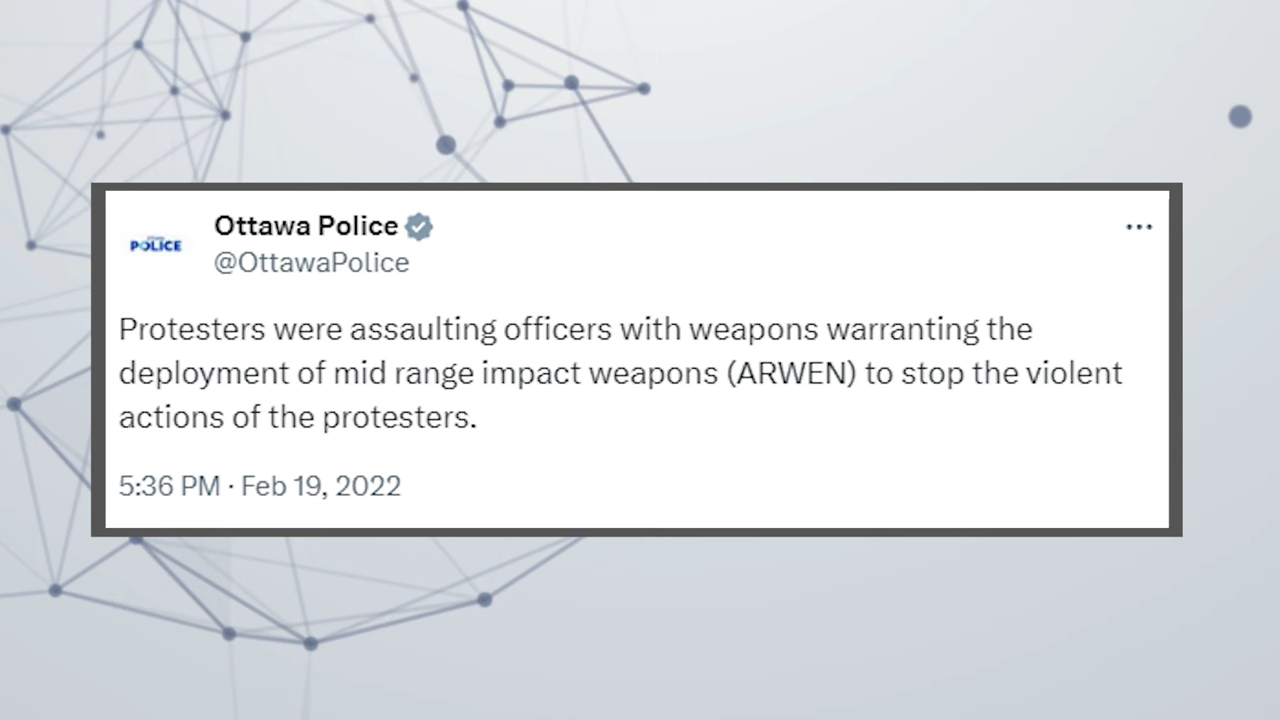 Ottawa Police
POLICE
@OttawaPolice
Protesters were assaulting officers with weapons warranting the
deployment of mid range impact weapons (ARWEN) to stop the violent
actions of the protesters.
5:36 PM · Feb 19, 2022